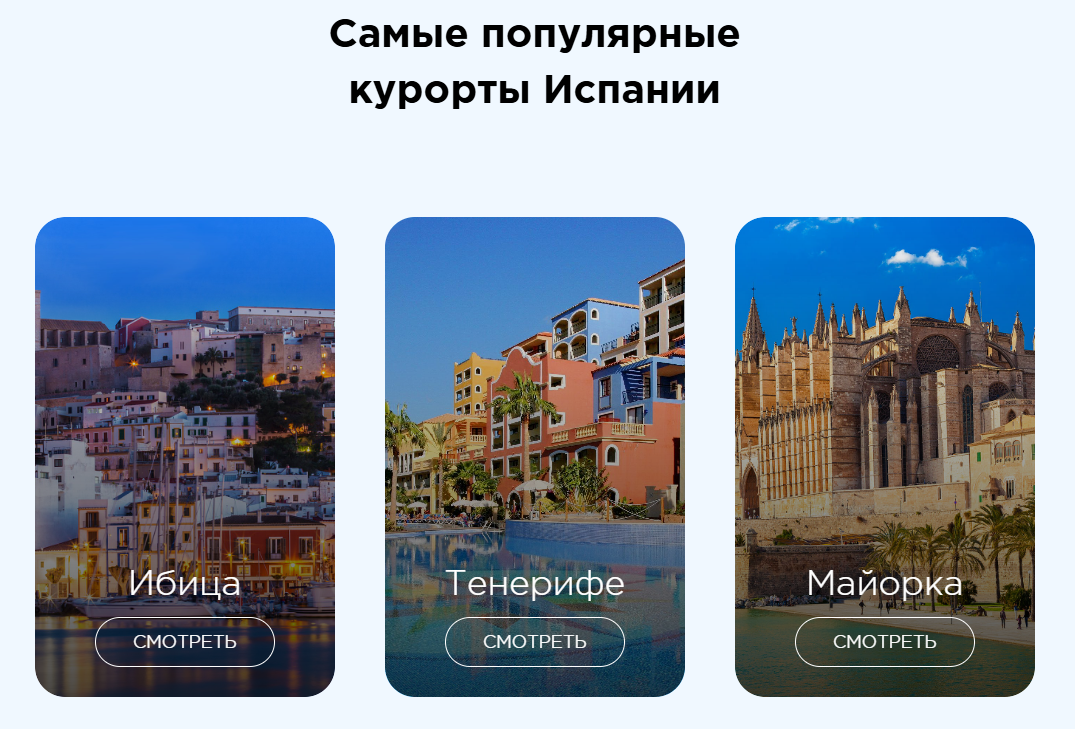 Самые популярные
курорты Испании
Ибица
Тенерифе
Майорка
СМОТРЕТЬ
СМОТРЕТЬ
СМОТРЕТЬ